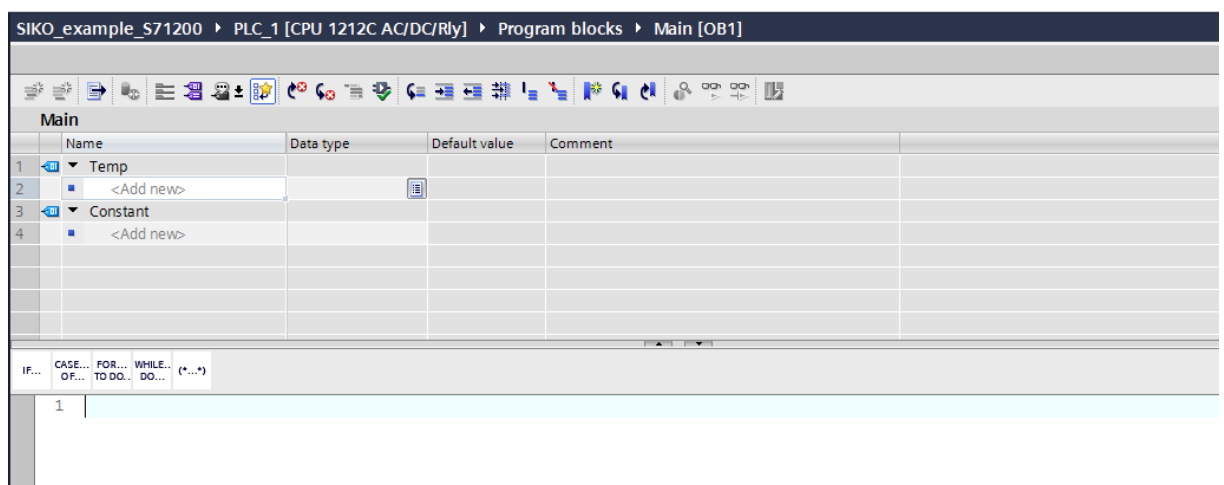 SIKO_example_S71200 ▸ PLC_1 [CPU 1212C AC/DC/Rly] ▸ Program blocks ▸ Main [OB1]
Main
Name Data type Default value Comment
1 Temp
2 <Add new>
3 Constant
4 <Add new>
IF... CASE... OF... FOR... TO DO.. WHILE.. DO... (*...*)
1